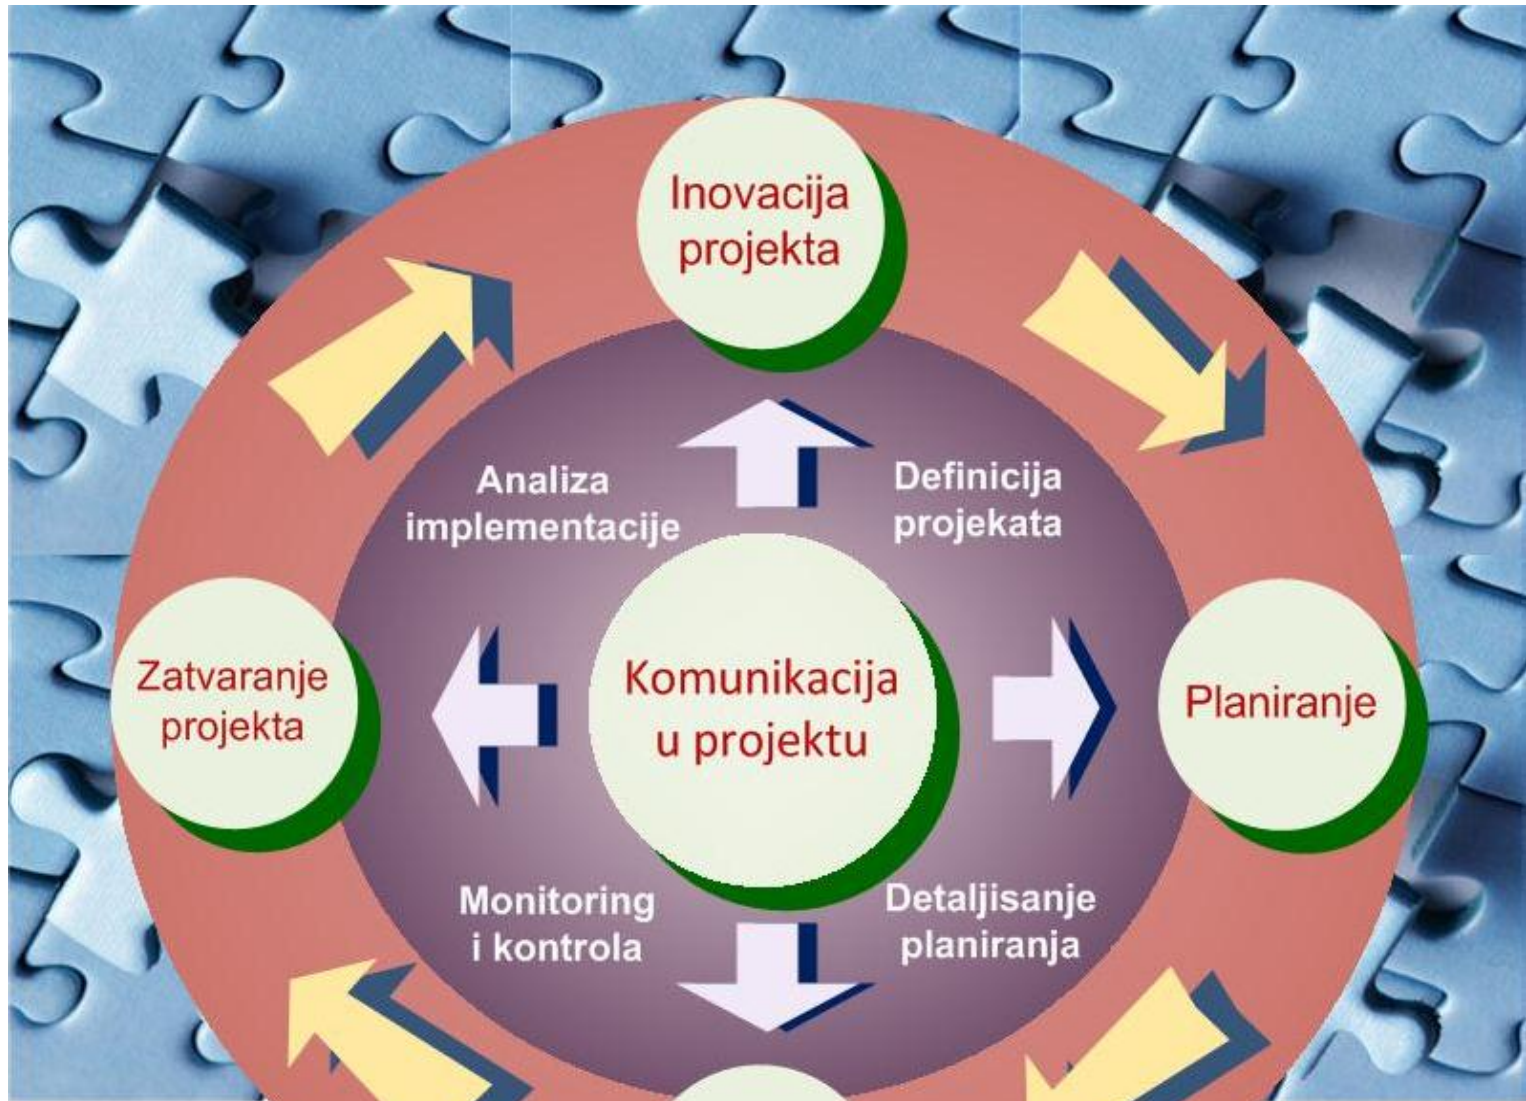 Inovacija
projekta
Analiza
implementacije
Definicija
projekata
Zatvaranje
projekta
Komunikacija
u projektu
Planiranje
Monitoring
i kontrola
Detaljisanje
planiranja